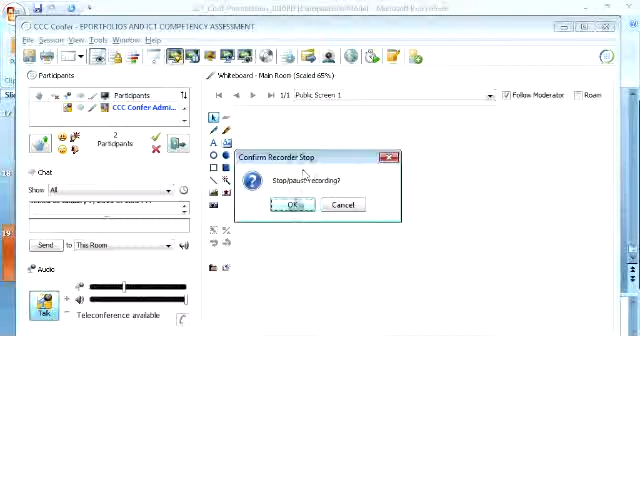 CCC Confer - EPORTFOLIOS AND ICT COMPETENCY ASSESSMENT
File Session View Tools Window Help
Participants
Participants
CCC Confer Admi...
2
Participants
Chat
Show All
Send to This Room
Audio
Talk
Teleconference available
Whiteboard - Main Room (Scaled 65%)
1/1 Public Screen 1
Follow Moderator Roam
Confirm Recorder Stop
Stop/pause recording?
OK Cancel